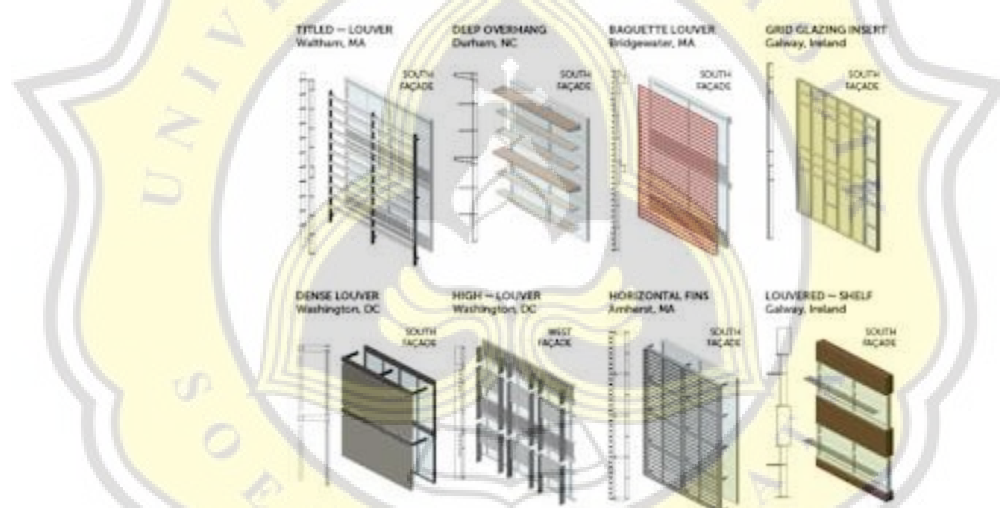 TITLED — LOUVER
Waltham, MA
SOUTH
FAÇADE
DEEP OVERHANG
Durham, NC
SOUTH
FAÇADE
BAGUETTE LOUVER
Bridgewater, MA
SOUTH
FAÇADE
GRID GLAZING INSERT
Galway, Ireland
SOUTH
FAÇADE
DENSE LOUVER
Washington, DC
SOUTH
FAÇADE
HIGH — LOUVER
Washington, DC
WEST
FAÇADE
HORIZONTAL FINS
Amherst, MA
SOUTH
FAÇADE
LOUVERED — SHELF
Galway, Ireland
SOUTH
FAÇADE
UNIV
SOE
A